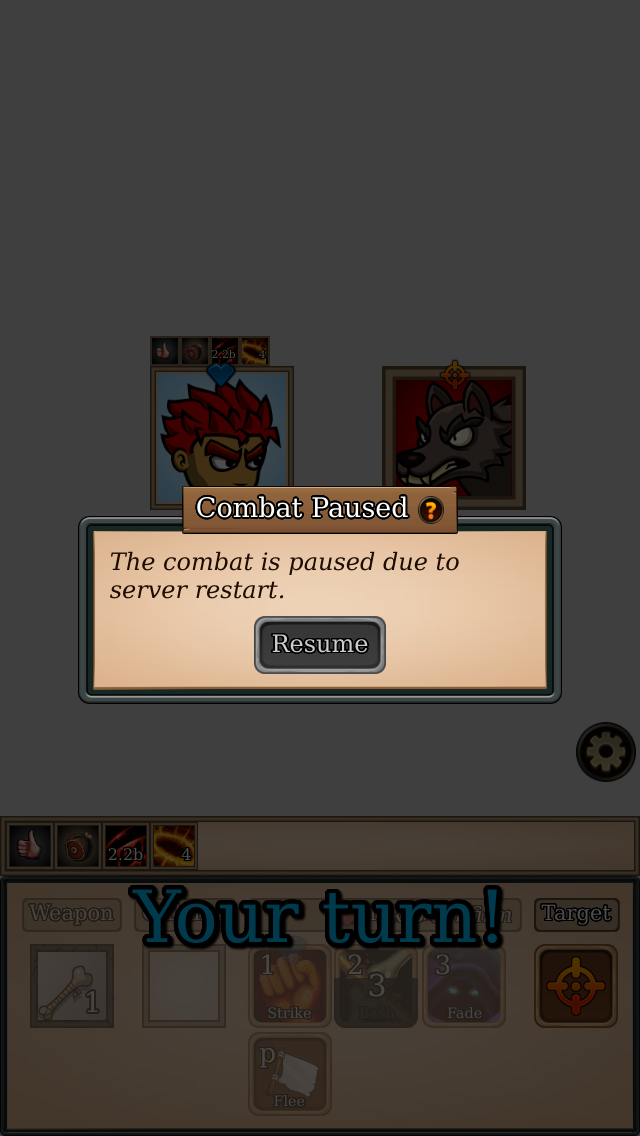 2.2b
4
Combat Paused ?
The combat is paused due to
server restart.
Resume
2.2b
4
Your turn!
Weapon
Target
1
1
Strike
2
3
Bash
3
Fade
p
Flee